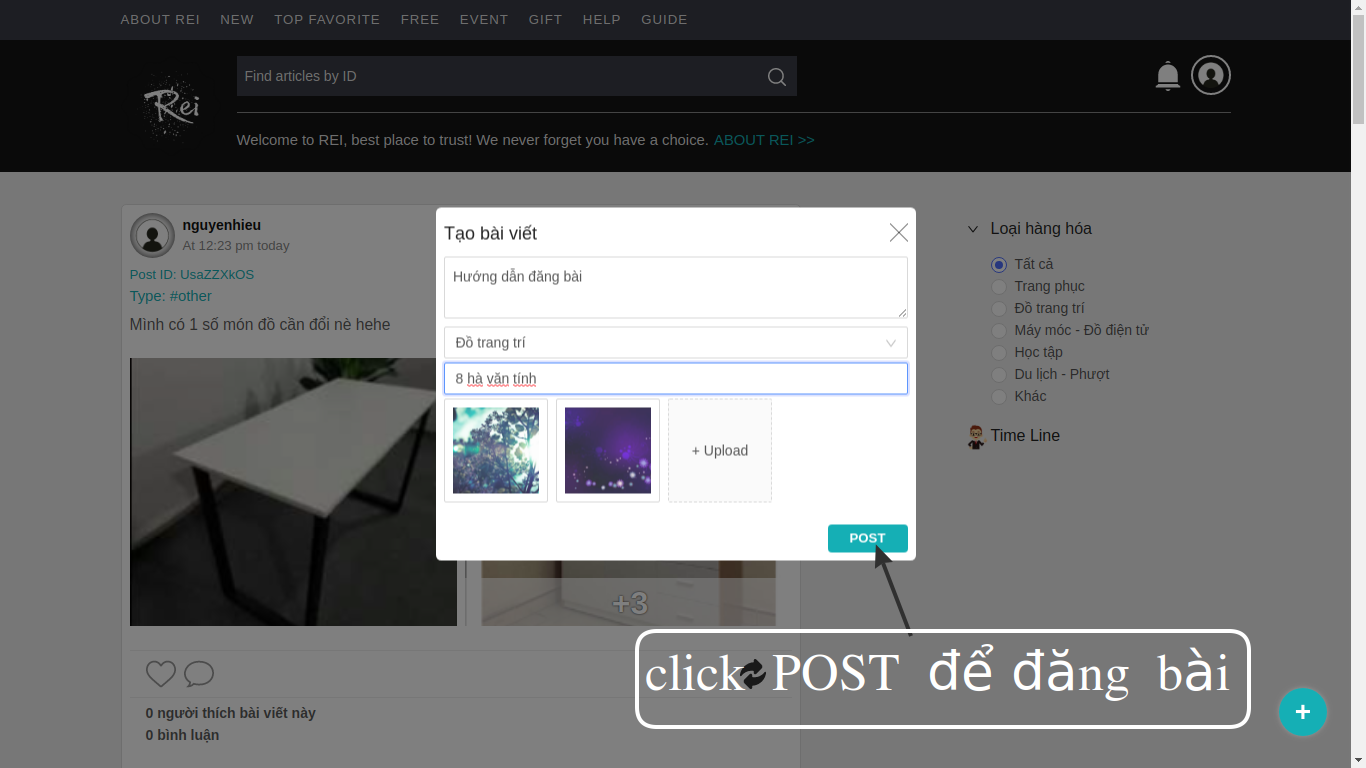 ABOUT REI NEW TOP FAVORITE FREE EVENT GIFT HELP GUIDE
Rei
Find articles by ID
Welcome to REI, best place to trust! We never forget you have a choice. ABOUT REI >>
nguyenhieu
At 12:23 pm today
Post ID: UsaZZXkOS
Type: #other
Mình có 1 số món đồ cần đổi nè hehe
+3
0 người thích bài viết này
0 bình luận
Tạo bài viết
Hướng dẫn đăng bài
Đồ trang trí
8 hà văn tính
+ Upload
POST
click POST để đăng bài
Loại hàng hóa
Tất cả
Trang phục
Đồ trang trí
Máy móc - Đồ điện tử
Học tập
Du lịch - Phượt
Khác
Time Line
+